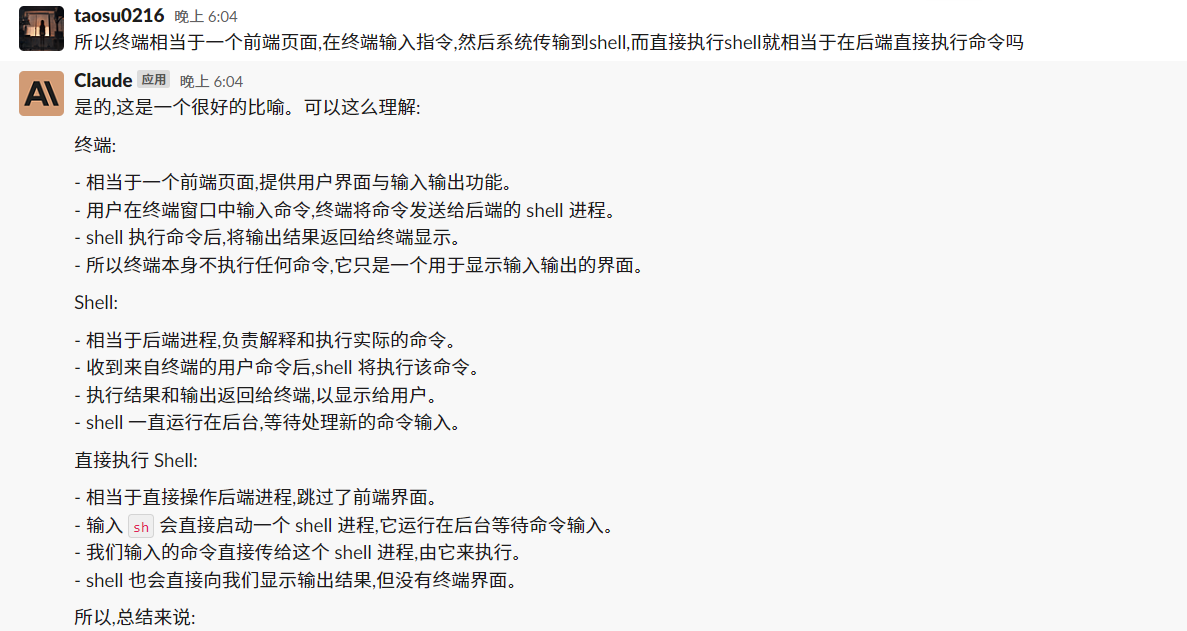 taosu0216 晚上 6:04
所以终端相当于一个前端页面,在终端输入指令,然后系统传输到shell,而直接执行shell就相当于在后端直接执行命令吗
Claude 应用 晚上 6:04
是的,这是一个很好的比喻。可以这么理解:
终端:
- 相当于一个前端页面,提供用户界面与输入输出功能。
- 用户在终端窗口中输入命令,终端将命令发送给后端的 shell 进程。
- shell 执行命令后,将输出结果返回给终端显示。
- 所以终端本身不执行任何命令,它只是一个用于显示输入输出的界面。
Shell:
- 相当于后端进程,负责解释和执行实际的命令。
- 收到来自终端的用户命令后,shell 将执行该命令。
- 执行结果和输出返回给终端,以显示给用户。
- shell 一直运行在后台,等待处理新的命令输入。
直接执行 Shell:
- 相当于直接操作后端进程,跳过了前端界面。
- 输入 sh 会直接启动一个 shell 进程,它运行在后台等待命令输入。
- 我们输入的命令直接传给这个 shell 进程,由它来执行。
- shell 也会直接向我们显示输出结果,但没有终端界面。
所以,总结来说: